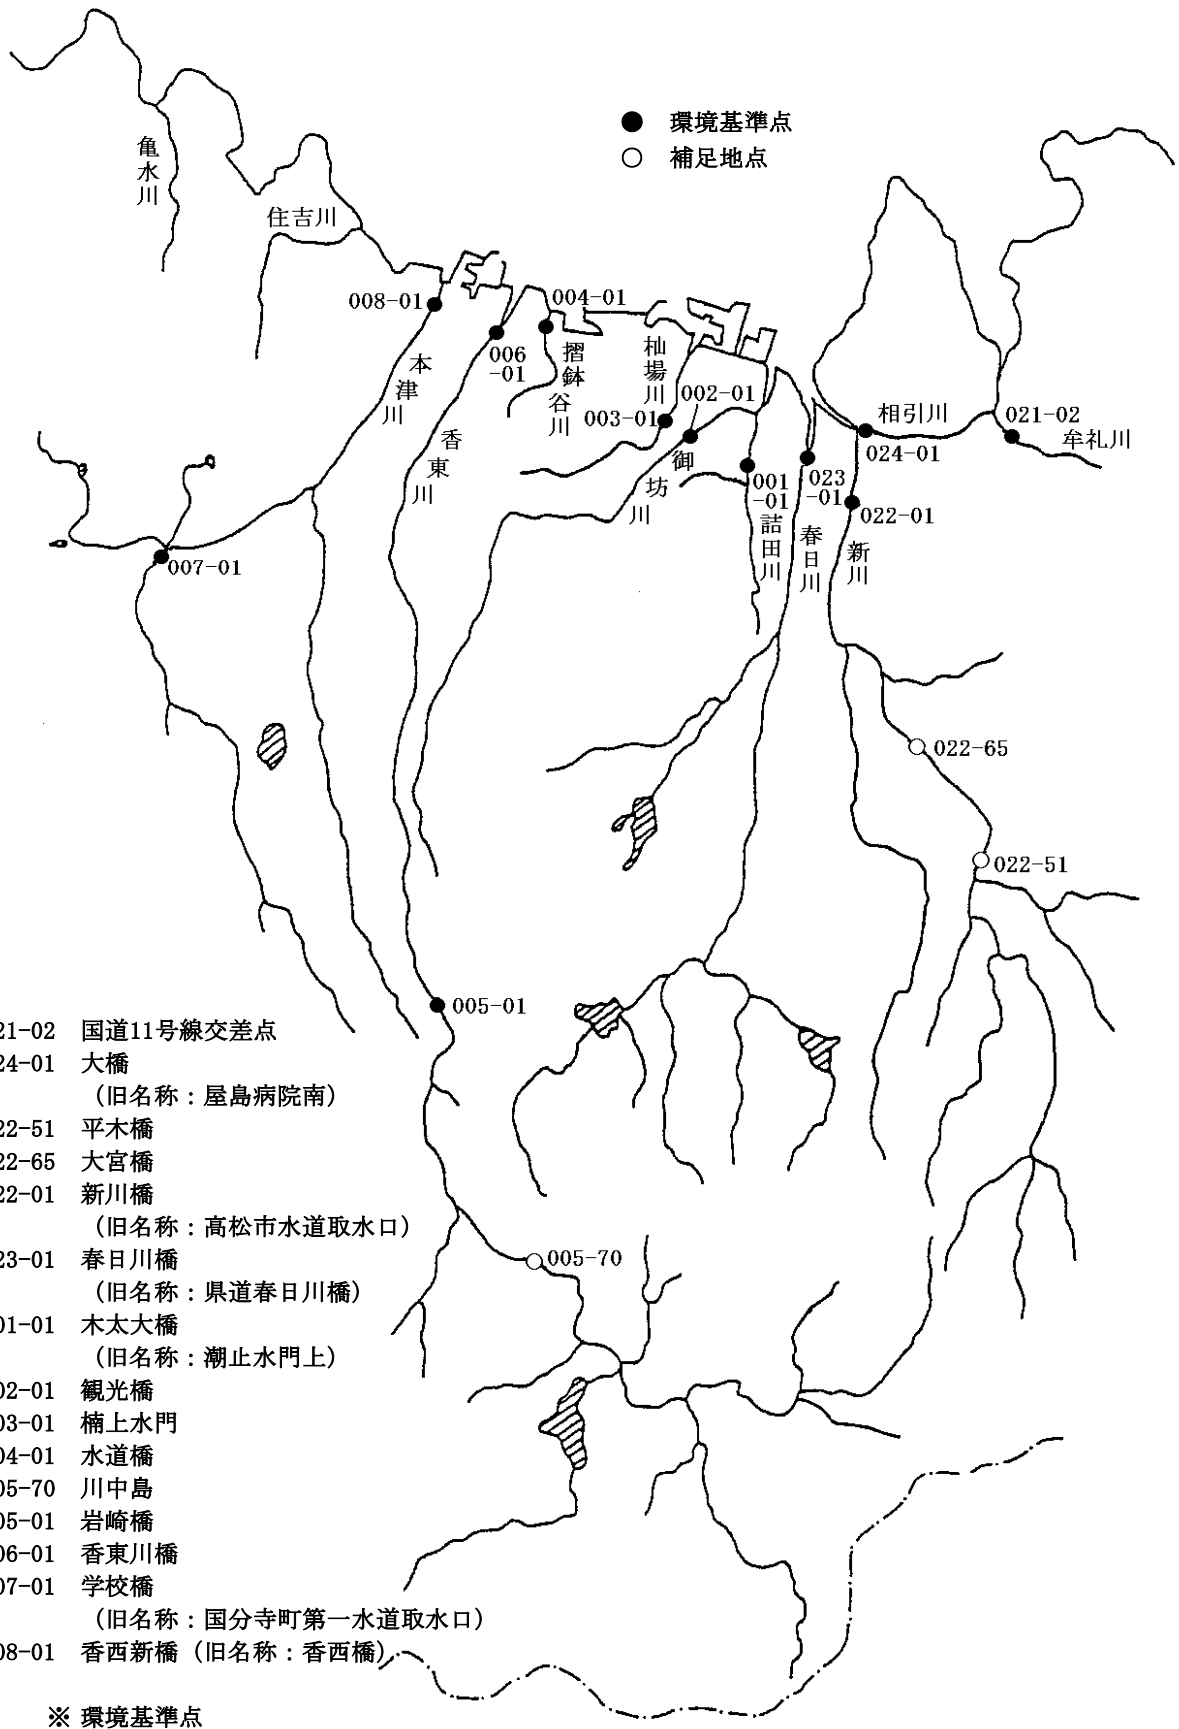 ● 環境基準点
○ 補足地点
亀水川
住吉川
008-01
004-01
006
-01
本津川
香東川
摺鉢谷川
杣場川
002-01
003-01
御坊川
相引川
021-02
牟礼川
024-01
001
-01
023
-01
022-01
詰田川
春日川
新川
007-01
022-65
022-51
005-01
005-70
21-02 国道11号線交差点
24-01 大橋
(旧名称:屋島病院南)
22-51 平木橋
22-65 大宮橋
22-01 新川橋
(旧名称:高松市水道取水口)
23-01 春日川橋
(旧名称:県道春日川橋)
01-01 木太大橋
(旧名称:潮止水門上)
02-01 観光橋
03-01 楠上水門
04-01 水道橋
05-70 川中島
05-01 岩崎橋
06-01 香東川橋
07-01 学校橋
(旧名称:国分寺町第一水道取水口)
08-01 香西新橋(旧名称:香西橋)
※ 環境基準点